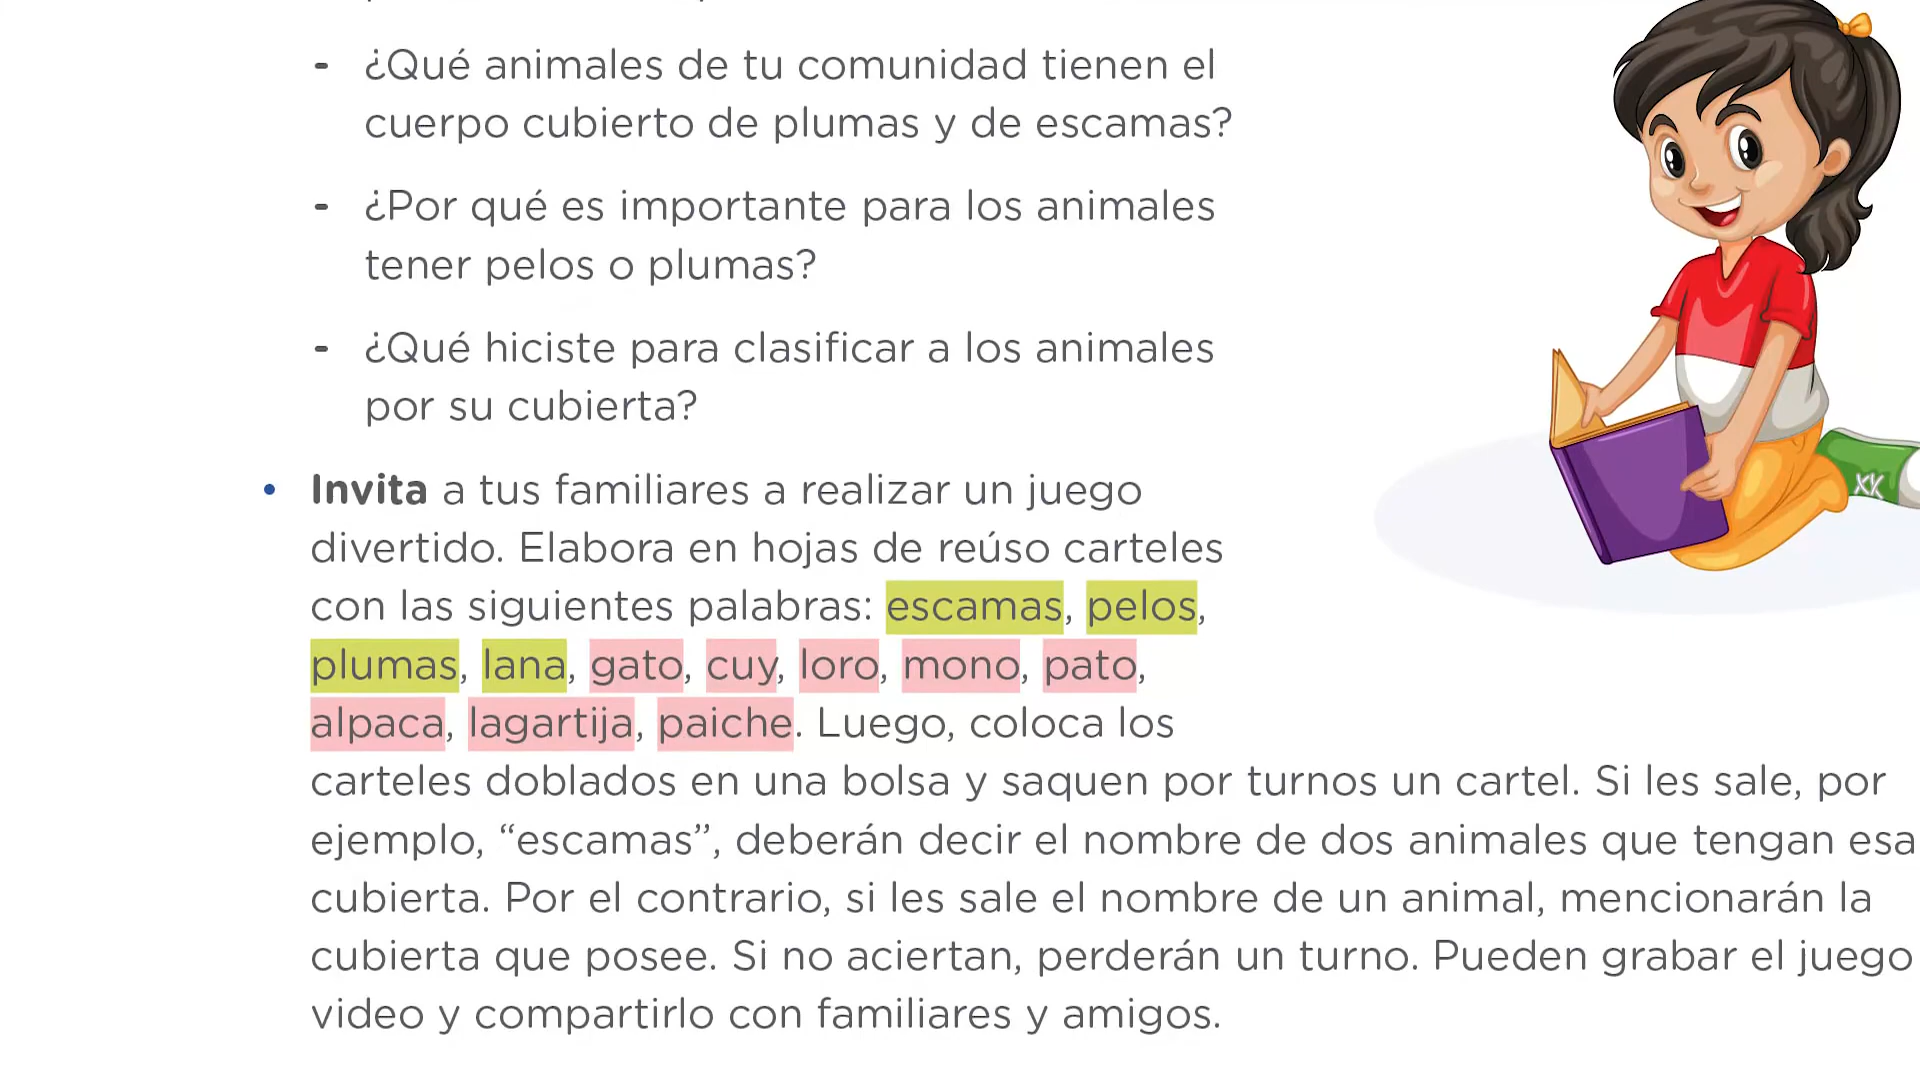 - ¿Qué animales de tu comunidad tienen el
cuerpo cubierto de plumas y de escamas?
- ¿Por qué es importante para los animales
tener pelos o plumas?
- ¿Qué hiciste para clasificar a los animales
por su cubierta?
• Invita a tus familiares a realizar un juego
divertido. Elabora en hojas de reúso carteles
con las siguientes palabras: escamas, pelos,
plumas, lana, gato, cuy, loro, mono, pato,
alpaca, lagartija, paiche. Luego, coloca los
carteles doblados en una bolsa y saquen por turnos un cartel. Si les sale, por
ejemplo, “escamas”, deberán decir el nombre de dos animales que tengan esa
cubierta. Por el contrario, si les sale el nombre de un animal, mencionarán la
cubierta que posee. Si no aciertan, perderán un turno. Pueden grabar el juego
video y compartirlo con familiares y amigos.